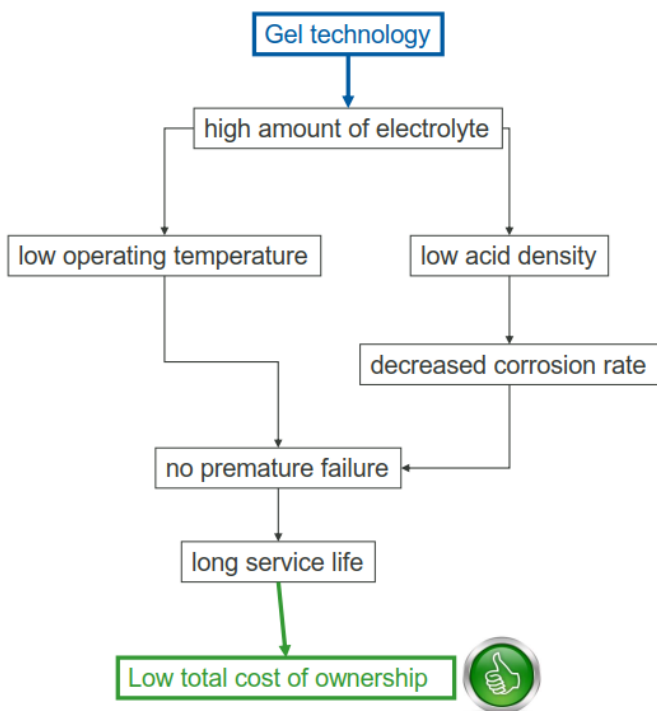 Gel technology
high amount of electrolyte
low operating temperature
low acid density
decreased corrosion rate
no premature failure
long service life
Low total cost of ownership